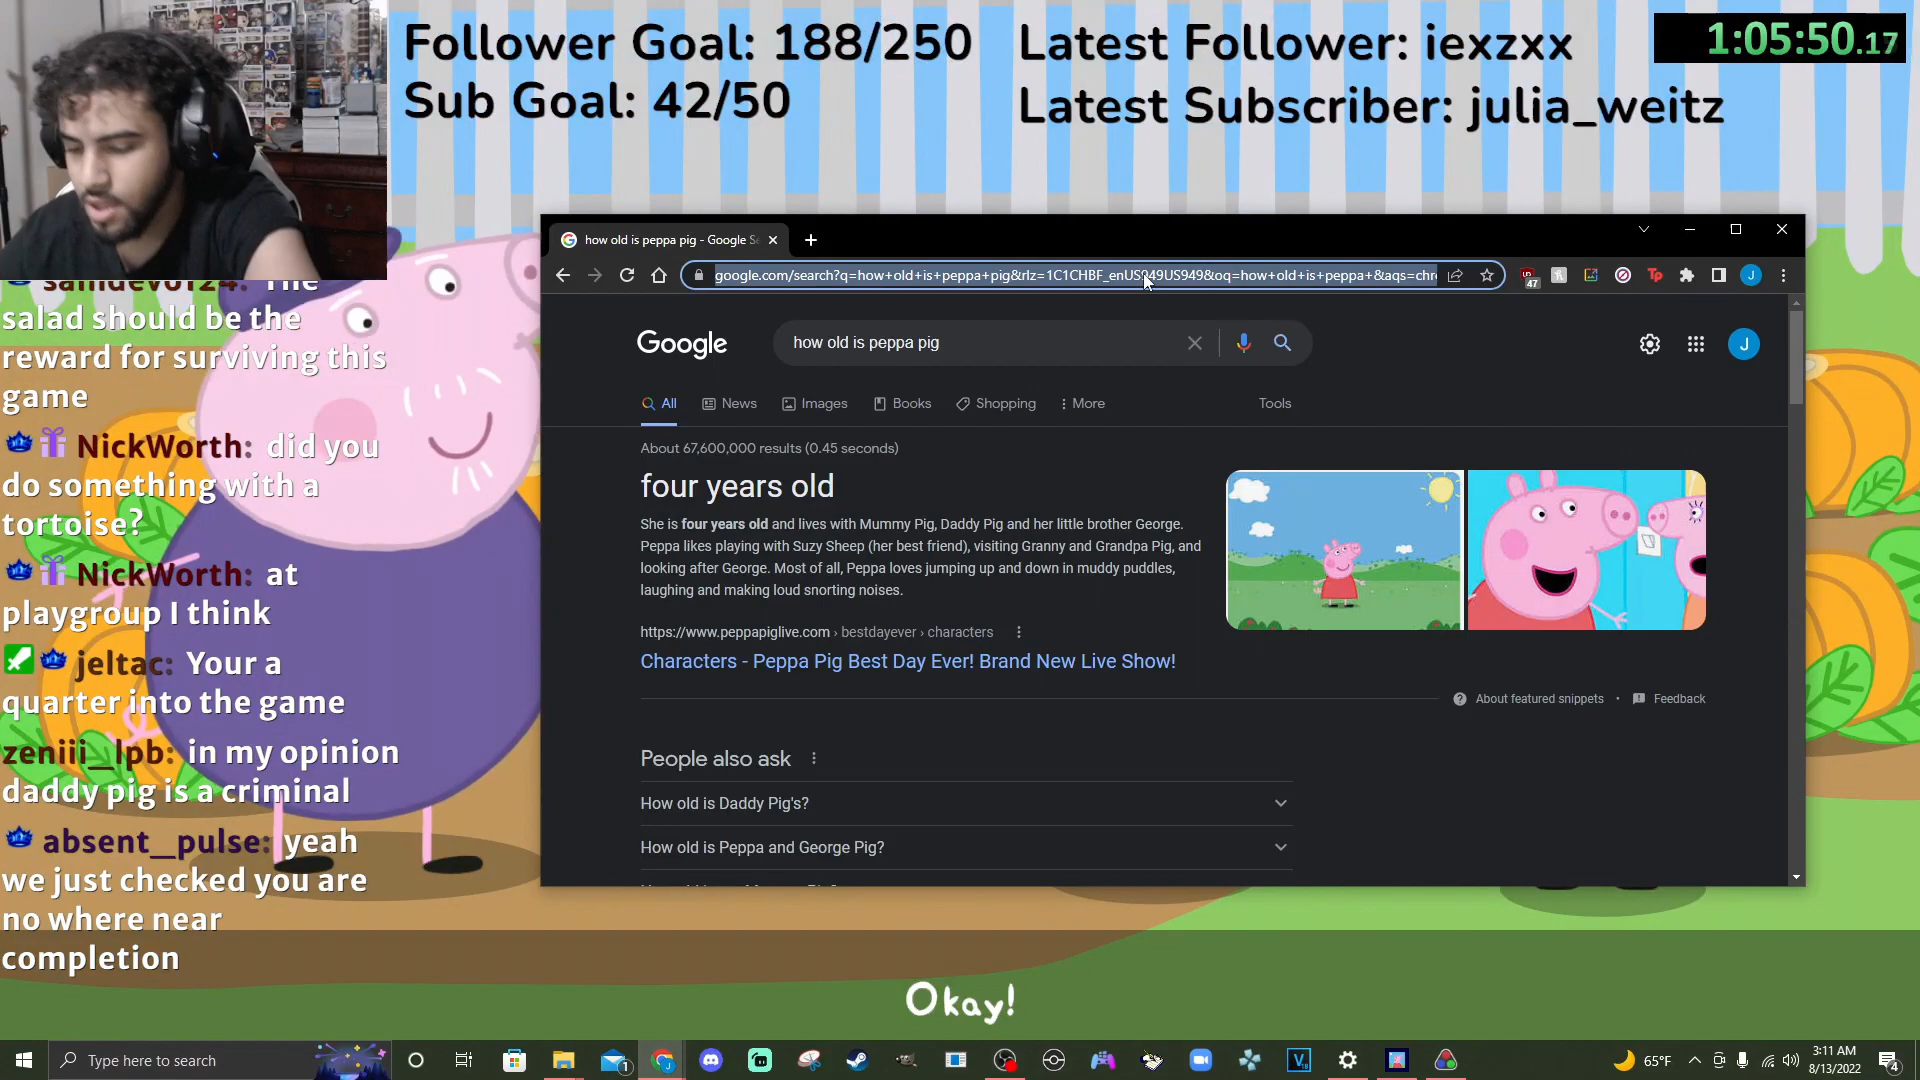 Follower Goal: 188/250
Sub Goal: 42/50
Latest Follower: iexzxx
Latest Subscriber: julia_weitz
1:05:50.17
The
salad should be the
reward for surviving this
game
NickWorth: did you
do something with a
tortoise?
NickWorth: at
playgroup I think
jeltac: Your a
quarter into the game
zeniii_lpb: in my opinion
daddy pig is a criminal
absent_pulse: yeah
we just checked you are
no where near
completion
how old is peppa pig - Google Se
google.com/search?q=how+old+is+peppa+pig&rlz=1C1CHBF_enUS949US949&oq=how+old+is+peppa+&aqs=chr
47
Tp
J
Google
how old is peppa pig
J
All
News
Images
Books
Shopping
More
Tools
About 67,600,000 results (0.45 seconds)
four years old
She is four years old and lives with Mummy Pig, Daddy Pig and her little brother George.
Peppa likes playing with Suzy Sheep (her best friend), visiting Granny and Grandpa Pig, and
looking after George. Most of all, Peppa loves jumping up and down in muddy puddles,
laughing and making loud snorting noises.
https://www.peppapiglive.com › bestdayever › characters
Characters - Peppa Pig Best Day Ever! Brand New Live Show!
About featured snippets • Feedback
People also ask
How old is Daddy Pig's?
How old is Peppa and George Pig?
Okay!
Type here to search
1
65°F
3:11 AM
8/13/2022
4